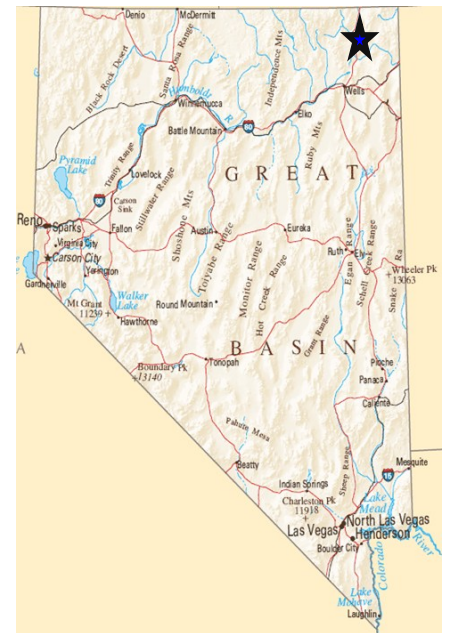 Denio
McDermitt
Black Rock Desert
Santa Rosa Range
Independence Mts
Humboldt
R
Wells
Winnemucca
Elko
Battle Mountain
80
Ruby Mts
Pyramid
Lake
Trinity Range
Lovelock
GREAT
80
Carson
Sink
Stillwater Range
Shoshone Mts
Reno
Sparks
Fallon
Austin
Eureka
Virginia City
Carson City
Toiyabe Range
Monitor Range
Hot Creek Range
Ruth
Ely
Egan Range
Schell Creek Range
Snake Ra
Wheeler Pk
13063
Yerington
Gardnerville
Mt Grant
11239
Walker
Lake
Round Mountain
Hawthorne
A
BASIN
Grant Range
Boundary Pk
13140
Tonopah
Pioche
Panaca
Caliente
Pahute Mesa
Beatty
Sheep Range
15
Mesquite
Indian Springs
Charleston Pk
11918
Lake
Mead
North Las Vegas
Las Vegas
Henderson
Boulder City
Colorado
River
Lake
Mohave
Laughlin